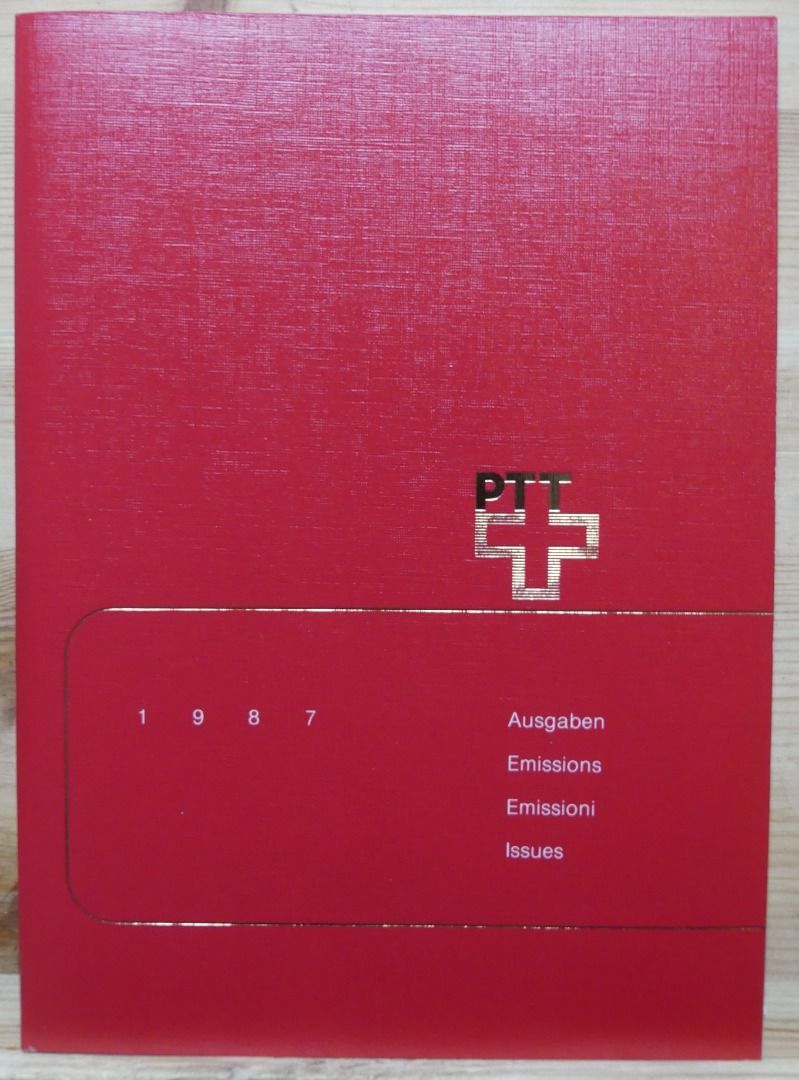 PTT
1 9 8 7
Ausgaben
Emissions
Emissioni
Issues